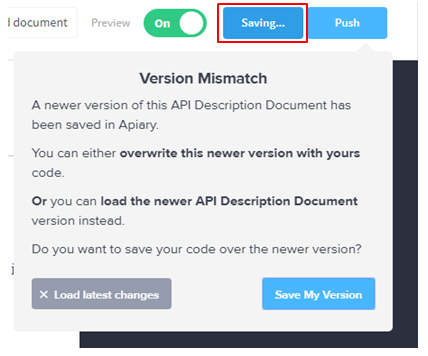 d document Preview On Saving... Push
Version Mismatch
A newer version of this API Description Document has
been saved in Apiary.
You can either overwrite this newer version with yours
code.
Or you can load the newer API Description Document
version instead.
Do you want to save your code over the newer version?
× Load latest changes Save My Version